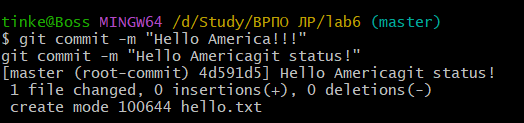 tinke@Boss MINGW64 /d/Study/ВРПО ЛР/lab6 (master)
$ git commit -m "Hello America!!!"
git commit -m "Hello Americagit status!"
[master (root-commit) 4d591d5] Hello Americagit status!
 1 file changed, 0 insertions(+), 0 deletions(-)
 create mode 100644 hello.txt